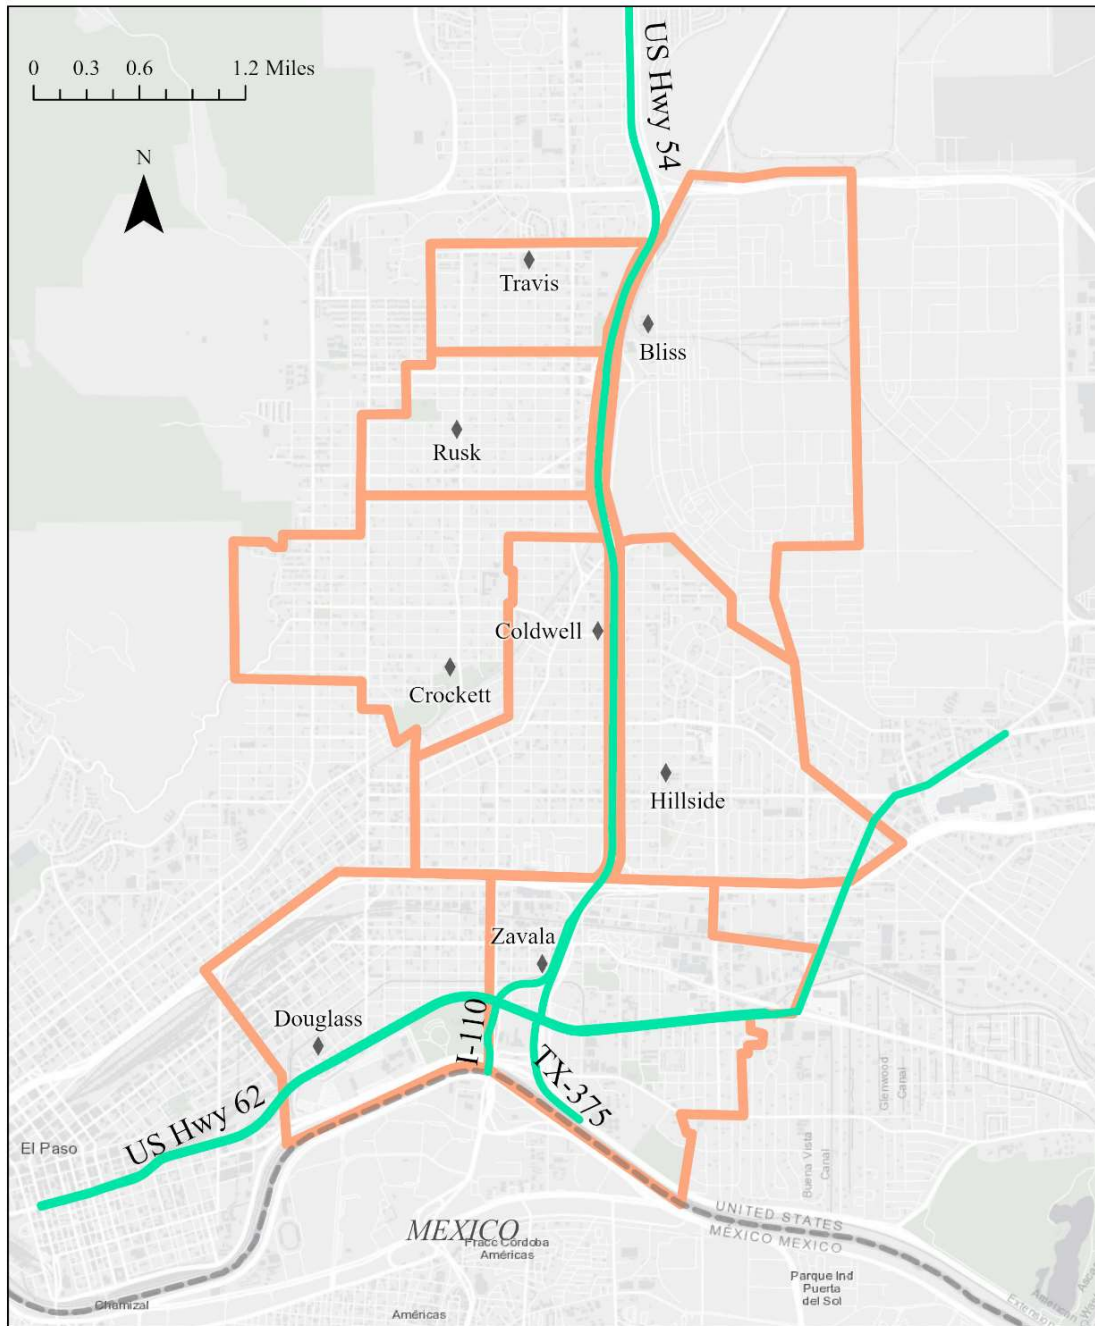 0 0.3 0.6 1.2 Miles
N
US Hwy 54
Travis
Bliss
Rusk
Coldwell
Crockett
Hillside
Zavala
Douglass
I-110
TX-375
US Hwy 62
El Paso
Glenwood
Canal
Buena Vista
Canal
UNITED STATES
MÉXICO MEXICO
MEXICO
Fracc Córdoba
Américas
Parque Ind
Puerta
del Sol
Chamizal
Américas
American